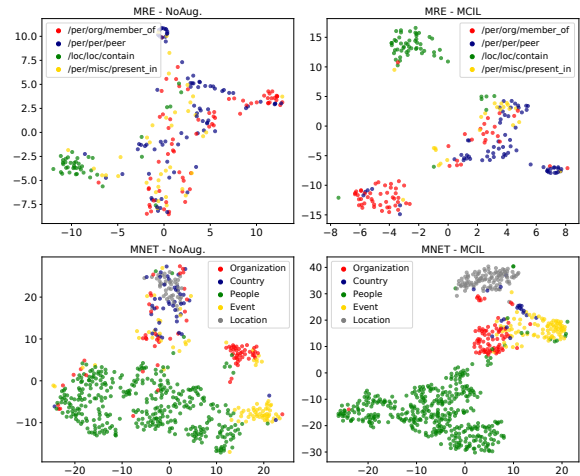 MRE - NoAug.
/per/org/member_of
/per/per/peer
/loc/loc/contain
/per/misc/present_in
10.0
7.5
5.0
2.5
0.0
−2.5
−5.0
−7.5
−10 −5 0 5 10
MRE - MCIL
/per/org/member_of
/per/per/peer
/loc/loc/contain
/per/misc/present_in
15
10
5
0
−5
−10
−15
−8 −6 −4 −2 0 2 4 6 8
MNET - NoAug.
Organization
Country
People
Event
Location
20
10
0
−10
−20 −10 0 10 20
MNET - MCIL
Organization
Country
People
Event
Location
40
30
20
10
0
−10
−20
−30
−20 −10 0 10 20